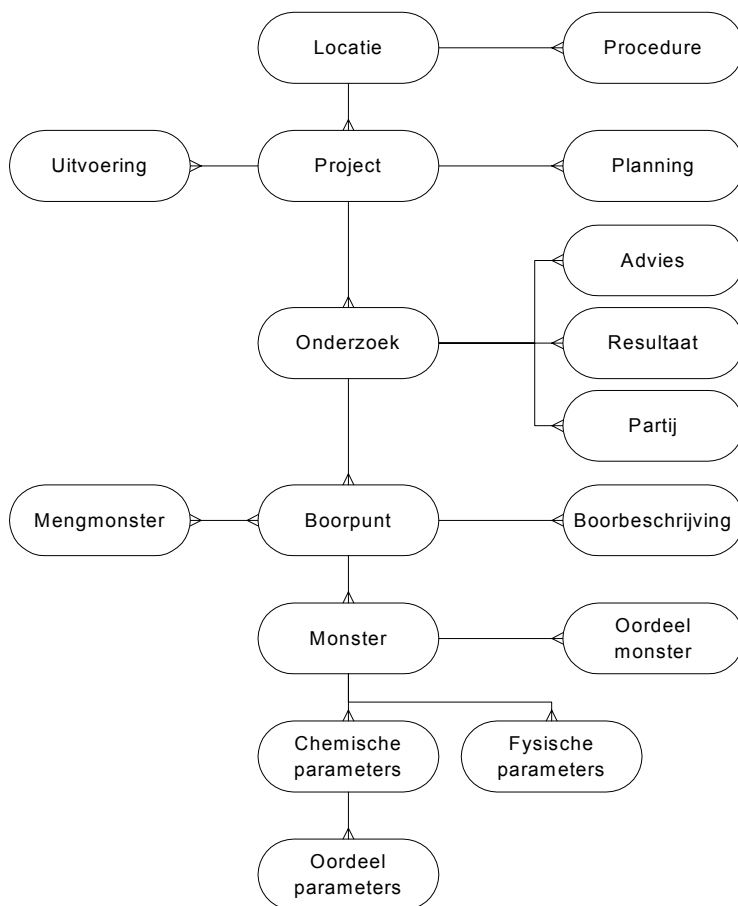 Locatie
Procedure
Uitvoering
Project
Planning
Advies
Onderzoek
Resultaat
Partij
Mengmonster
Boorpunt
Boorbeschrijving
Monster
Oordeel
monster
Chemische
parameters
Fysische
parameters
Oordeel
parameters